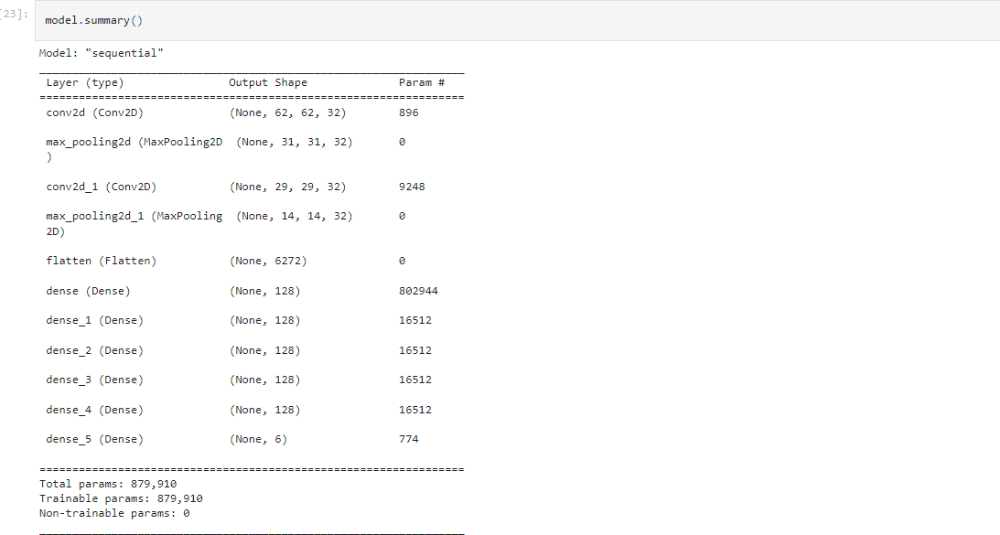 [23]:
model.summary()
Model: "sequential"
_________________________________________________________________
Layer (type) Output Shape Param #
=================================================================
conv2d (Conv2D) (None, 62, 62, 32) 896
max_pooling2d (MaxPooling2D (None, 31, 31, 32) 0
)
conv2d_1 (Conv2D) (None, 29, 29, 32) 9248
max_pooling2d_1 (MaxPooling (None, 14, 14, 32) 0
2D)
flatten (Flatten) (None, 6272) 0
dense (Dense) (None, 128) 802944
dense_1 (Dense) (None, 128) 16512
dense_2 (Dense) (None, 128) 16512
dense_3 (Dense) (None, 128) 16512
dense_4 (Dense) (None, 128) 16512
dense_5 (Dense) (None, 6) 774
=================================================================
Total params: 879,910
Trainable params: 879,910
Non-trainable params: 0
_________________________________________________________________